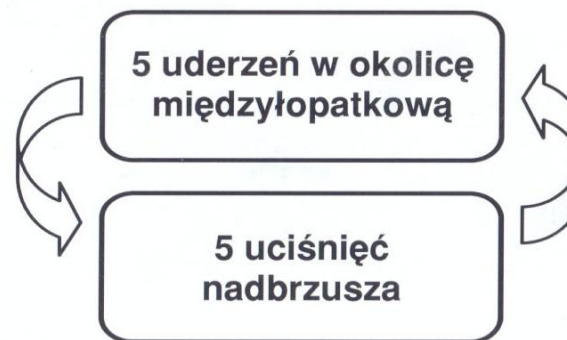 5 uderzeń w okolicę
międzyłopatkową
5 uciśnięć
nadbrzusza